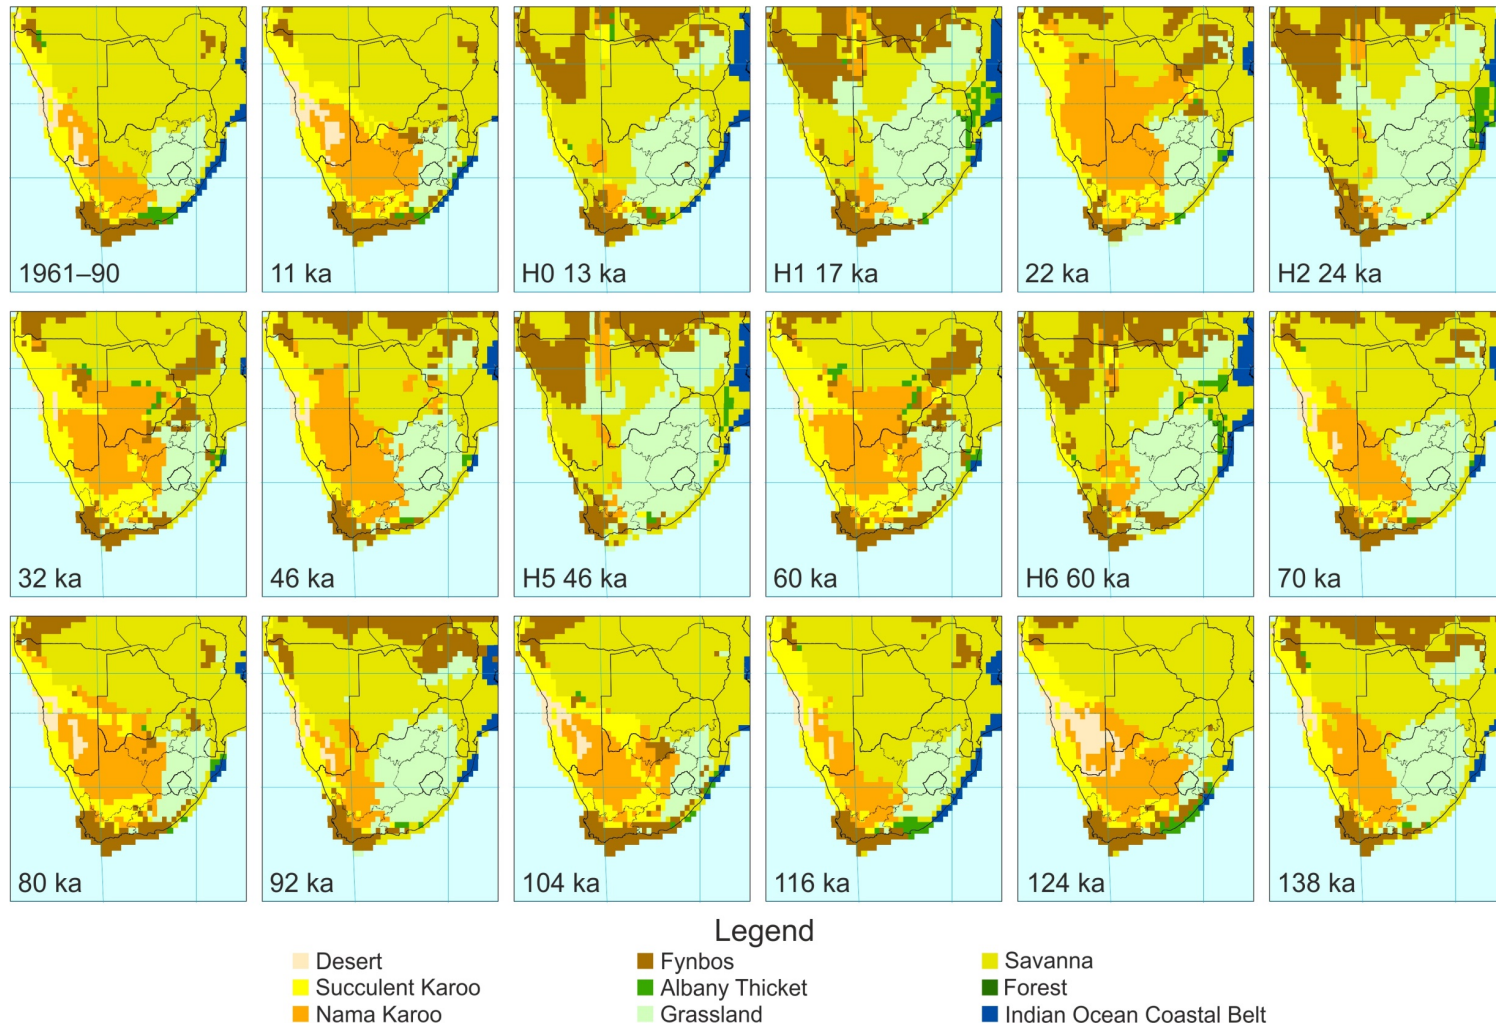 1961–90
11 ka
H0 13 ka
H1 17 ka
22 ka
H2 24 ka
32 ka
46 ka
H5 46 ka
60 ka
H6 60 ka
70 ka
80 ka
92 ka
104 ka
116 ka
124 ka
138 ka
Legend
Desert
Fynbos
Savanna
Succulent Karoo
Albany Thicket
Forest
Nama Karoo
Grassland
Indian Ocean Coastal Belt